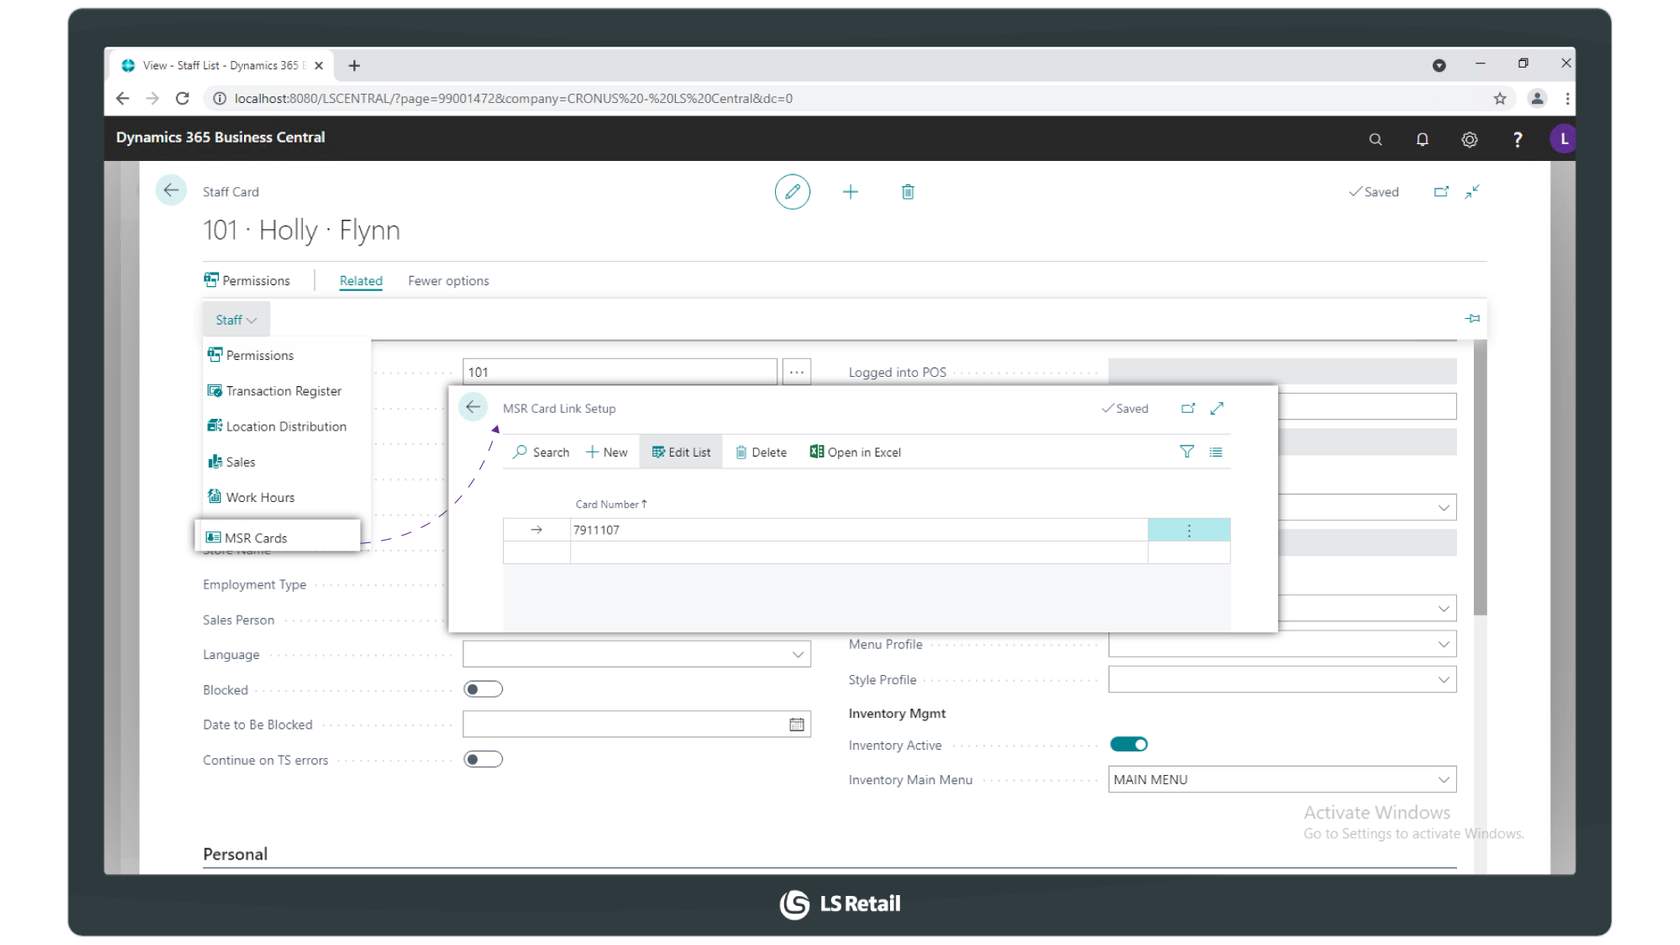 View - Staff List - Dynamics 365
localhost:8080/LSCENTRAL/?page=99001472&company=CRONUS%20-%20LS%20Central&dc=0
Dynamics 365 Business Central
L
Staff Card
Saved
101 · Holly · Flynn
Permissions
Related
Fewer options
Staff
Permissions
Transaction Register
Location Distribution
Sales
Work Hours
MSR Cards
Store Name
Employment Type
Sales Person
Language
Blocked
Date to Be Blocked
Continue on TS errors
101
...
Logged into POS
MSR Card Link Setup
Saved
Search
New
Edit List
Delete
Open in Excel
Card Number ↑
7911107
Menu Profile
Style Profile
Inventory Mgmt
Inventory Active
Inventory Main Menu
MAIN MENU
Activate Windows
Go to Settings to activate Windows.
Personal
LS Retail